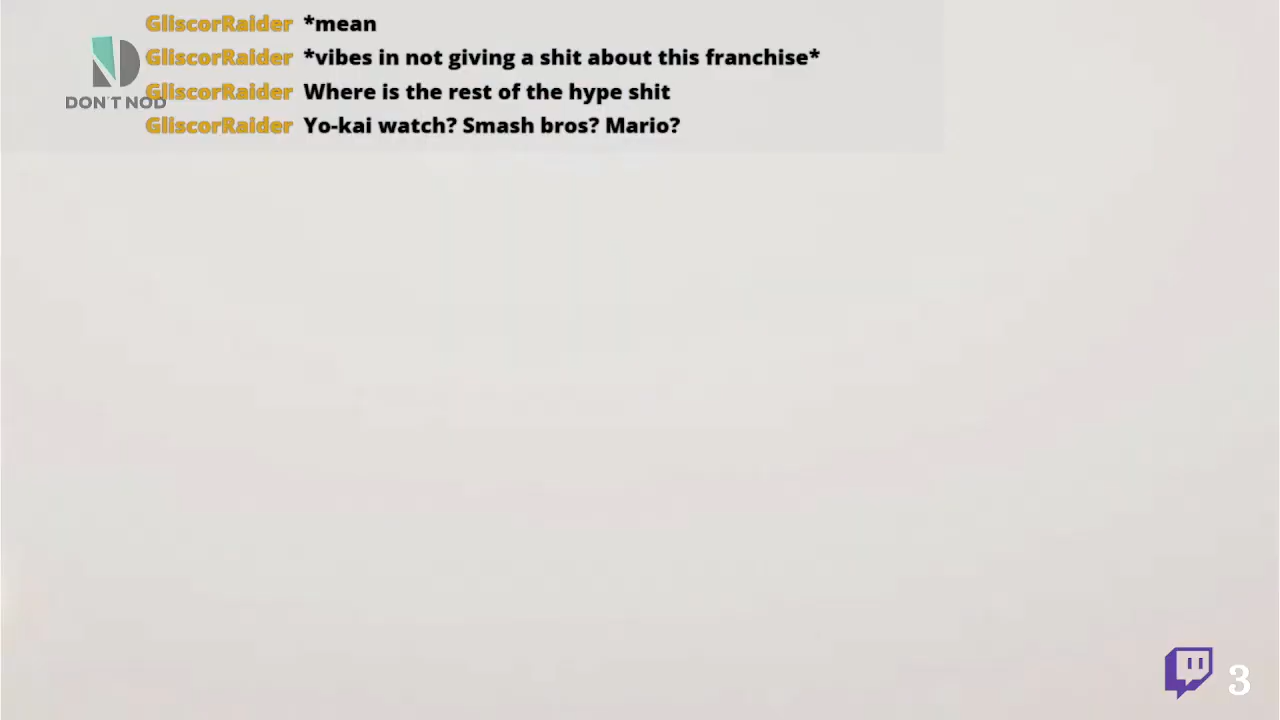 GliscorRaider *mean
GliscorRaider *vibes in not giving a shit about this franchise*
GliscorRaider Where is the rest of the hype shit
GliscorRaider Yo-kai watch? Smash bros? Mario?
DON'T NOD
3